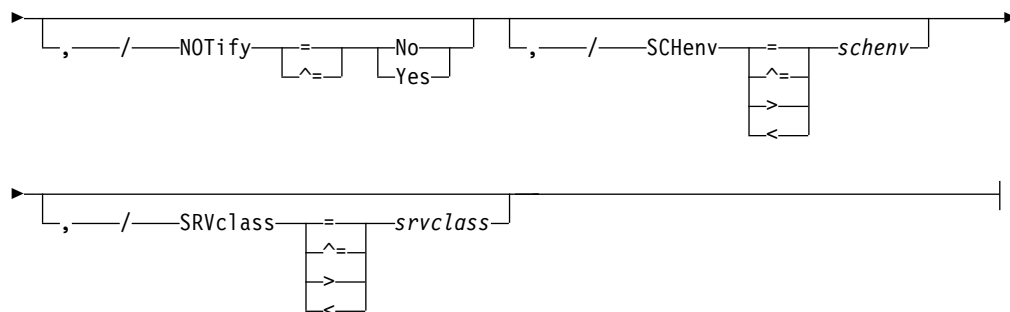 , / NOTify = No , / SCHenv = schenv
^= Yes ^=
>
<
, / SRVclass = srvclass
^=
>
<